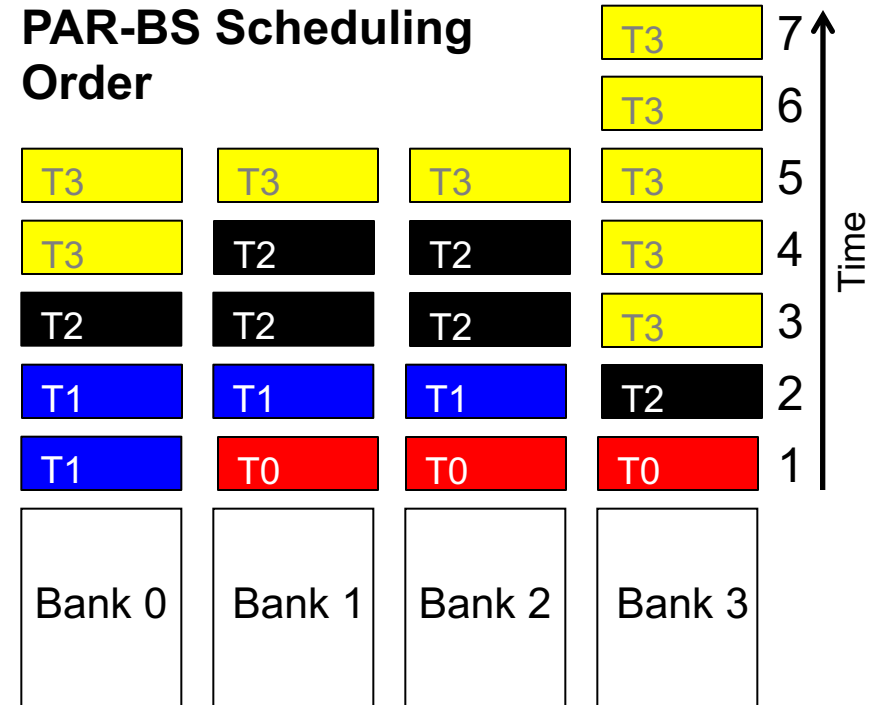 PAR-BS Scheduling
Order
T3 7
T3 6
T3 T3 T3 T3 5
T3 T2 T2 T3 4
T2 T2 T2 T3 3
T1 T1 T1 T2 2
T1 T0 T0 T0 1
Time
Bank 0 Bank 1 Bank 2 Bank 3